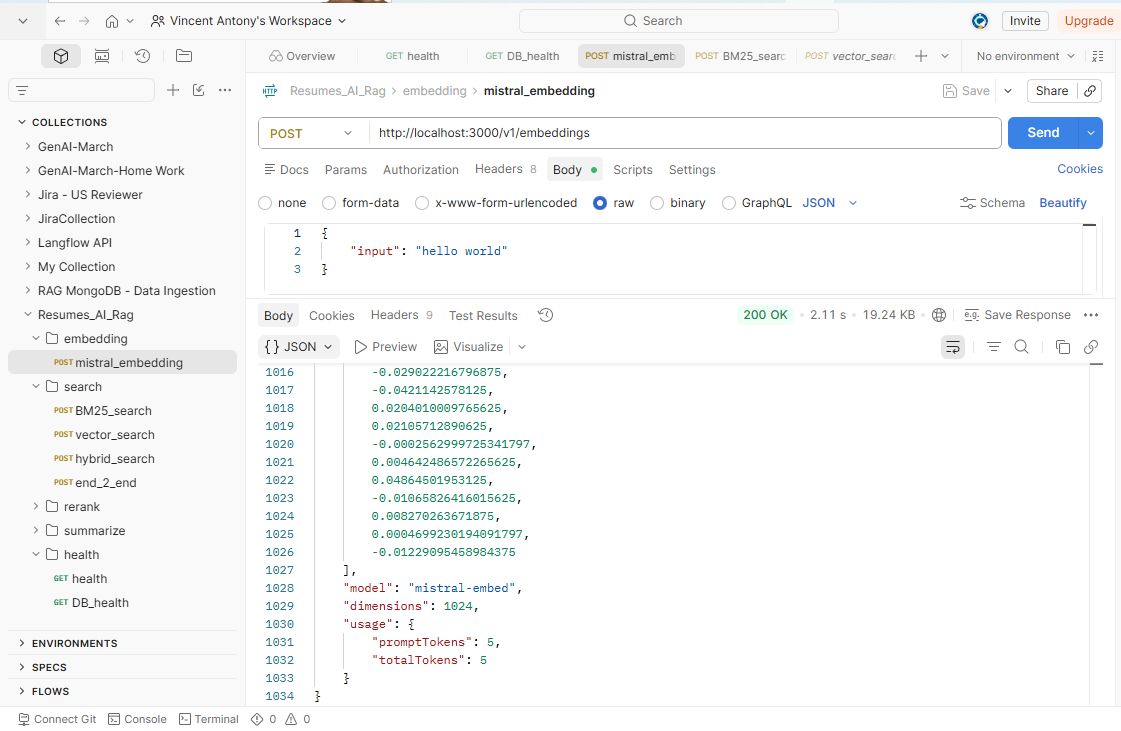 Vincent Antony's Workspace
Search
Invite
Upgrade
Overview
GET health
GET DB_health
POST mistral_emb
POST BM25_searc
POST vector_sear
No environment
Resumes_AI_Rag > embedding > mistral_embedding
Save
Share
COLLECTIONS
GenAI-March
GenAI-March-Home Work
Jira - US Reviewer
JiraCollection
Langflow API
My Collection
RAG MongoDB - Data Ingestion
Resumes_AI_Rag
embedding
POST mistral_embedding
search
POST BM25_search
POST vector_search
POST hybrid_search
POST end_2_end
rerank
summarize
health
GET health
GET DB_health
ENVIRONMENTS
SPECS
FLOWS
POST
http://localhost:3000/v1/embeddings
Send
Docs
Params
Authorization
Headers 8
Body
Scripts
Settings
Cookies
none
form-data
x-www-form-urlencoded
raw
binary
GraphQL
JSON
Schema
Beautify
1 {
2 "input": "hello world"
3 }
Body
Cookies
Headers 9
Test Results
200 OK
2.11 s
19.24 KB
e.g. Save Response
{} JSON
Preview
Visualize
1016 -0.029022216796875,
1017 -0.0421142578125,
1018 0.0204010009765625,
1019 0.02105712890625,
1020 -0.0002562999725341797,
1021 0.004642486572265625,
1022 0.04864501953125,
1023 -0.01065826416015625,
1024 0.008270263671875,
1025 0.0004699230194091797,
1026 -0.01229095458984375
1027 ],
1028 "model": "mistral-embed",
1029 "dimensions": 1024,
1030 "usage": {
1031 "promptTokens": 5,
1032 "totalTokens": 5
1033 }
1034 }
Connect Git
Console
Terminal
0
0